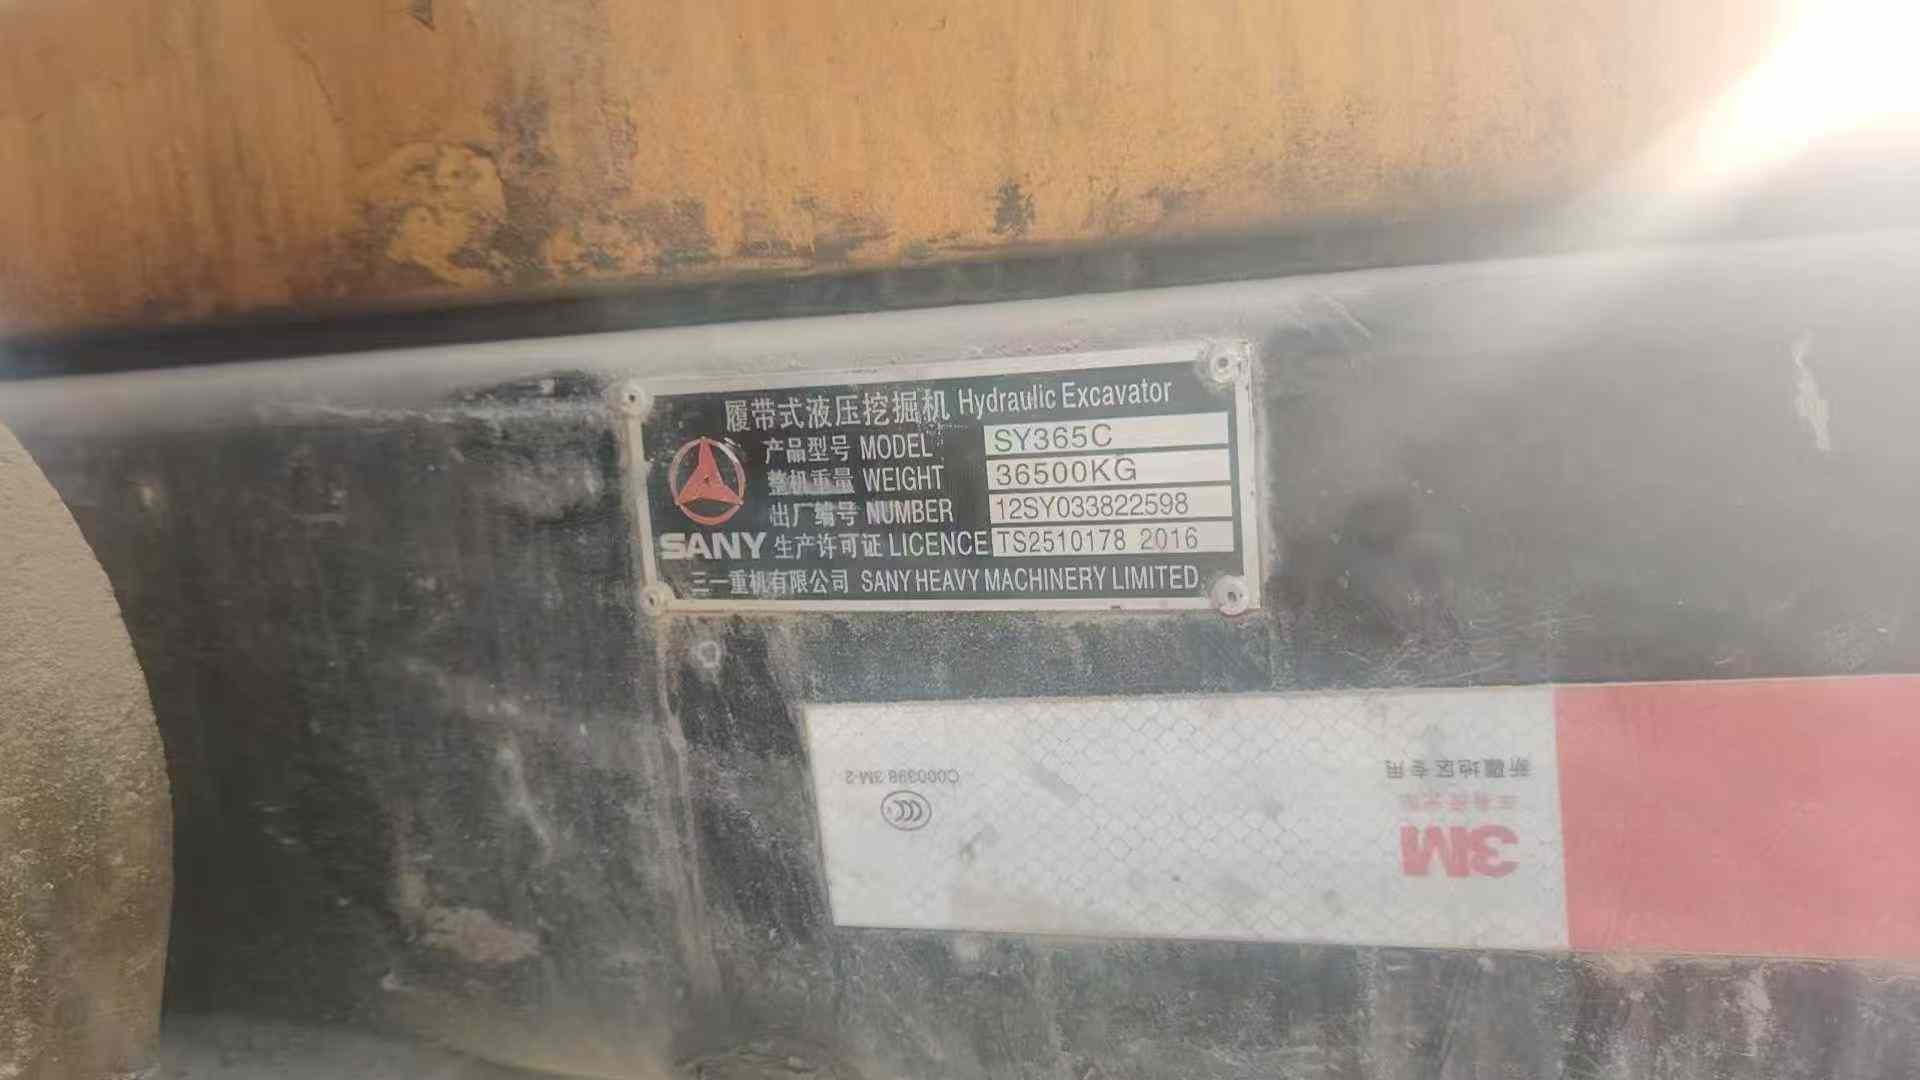 履带式液压挖掘机 Hydraulic Excavator
产品型号 MODEL SY365C
整机重量 WEIGHT 36500KG
出厂编号 NUMBER 12SY033822598
SANY 生产许可证 LICENCE TS2510178 2016
三一重机有限公司 SANY HEAVY MACHINERY LIMITED
3M
新疆地区专用
C000398 3M-2